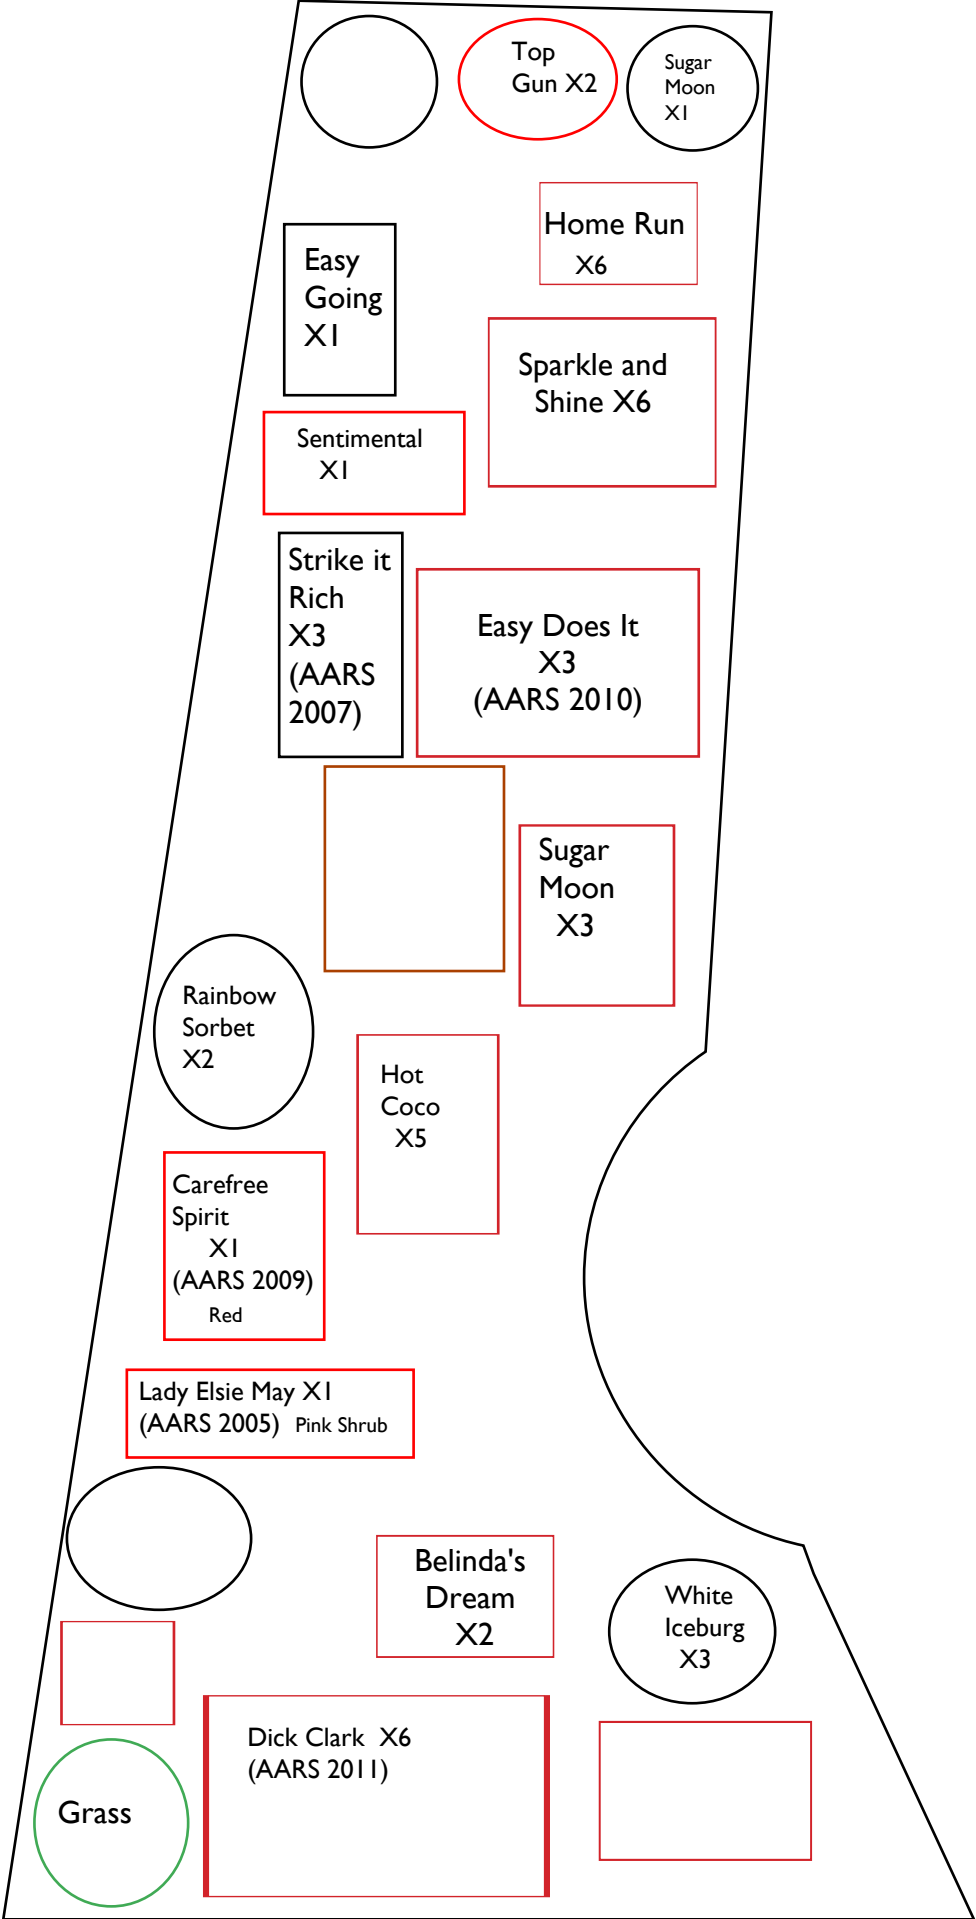 Top
Gun X2
Sugar
Moon
X1
Home Run
X6
Easy
Going
X1
Sparkle and
Shine X6
Sentimental
X1
Strike it
Rich
X3
(AARS
2007)
Easy Does It
X3
(AARS 2010)
Sugar
Moon
X3
Rainbow
Sorbet
X2
Hot
Coco
X5
Carefree
Spirit
X1
(AARS 2009)
Red
Lady Elsie May X1
(AARS 2005) Pink Shrub
Belinda's
Dream
X2
White
Iceburg
X3
Dick Clark X6
(AARS 2011)
Grass